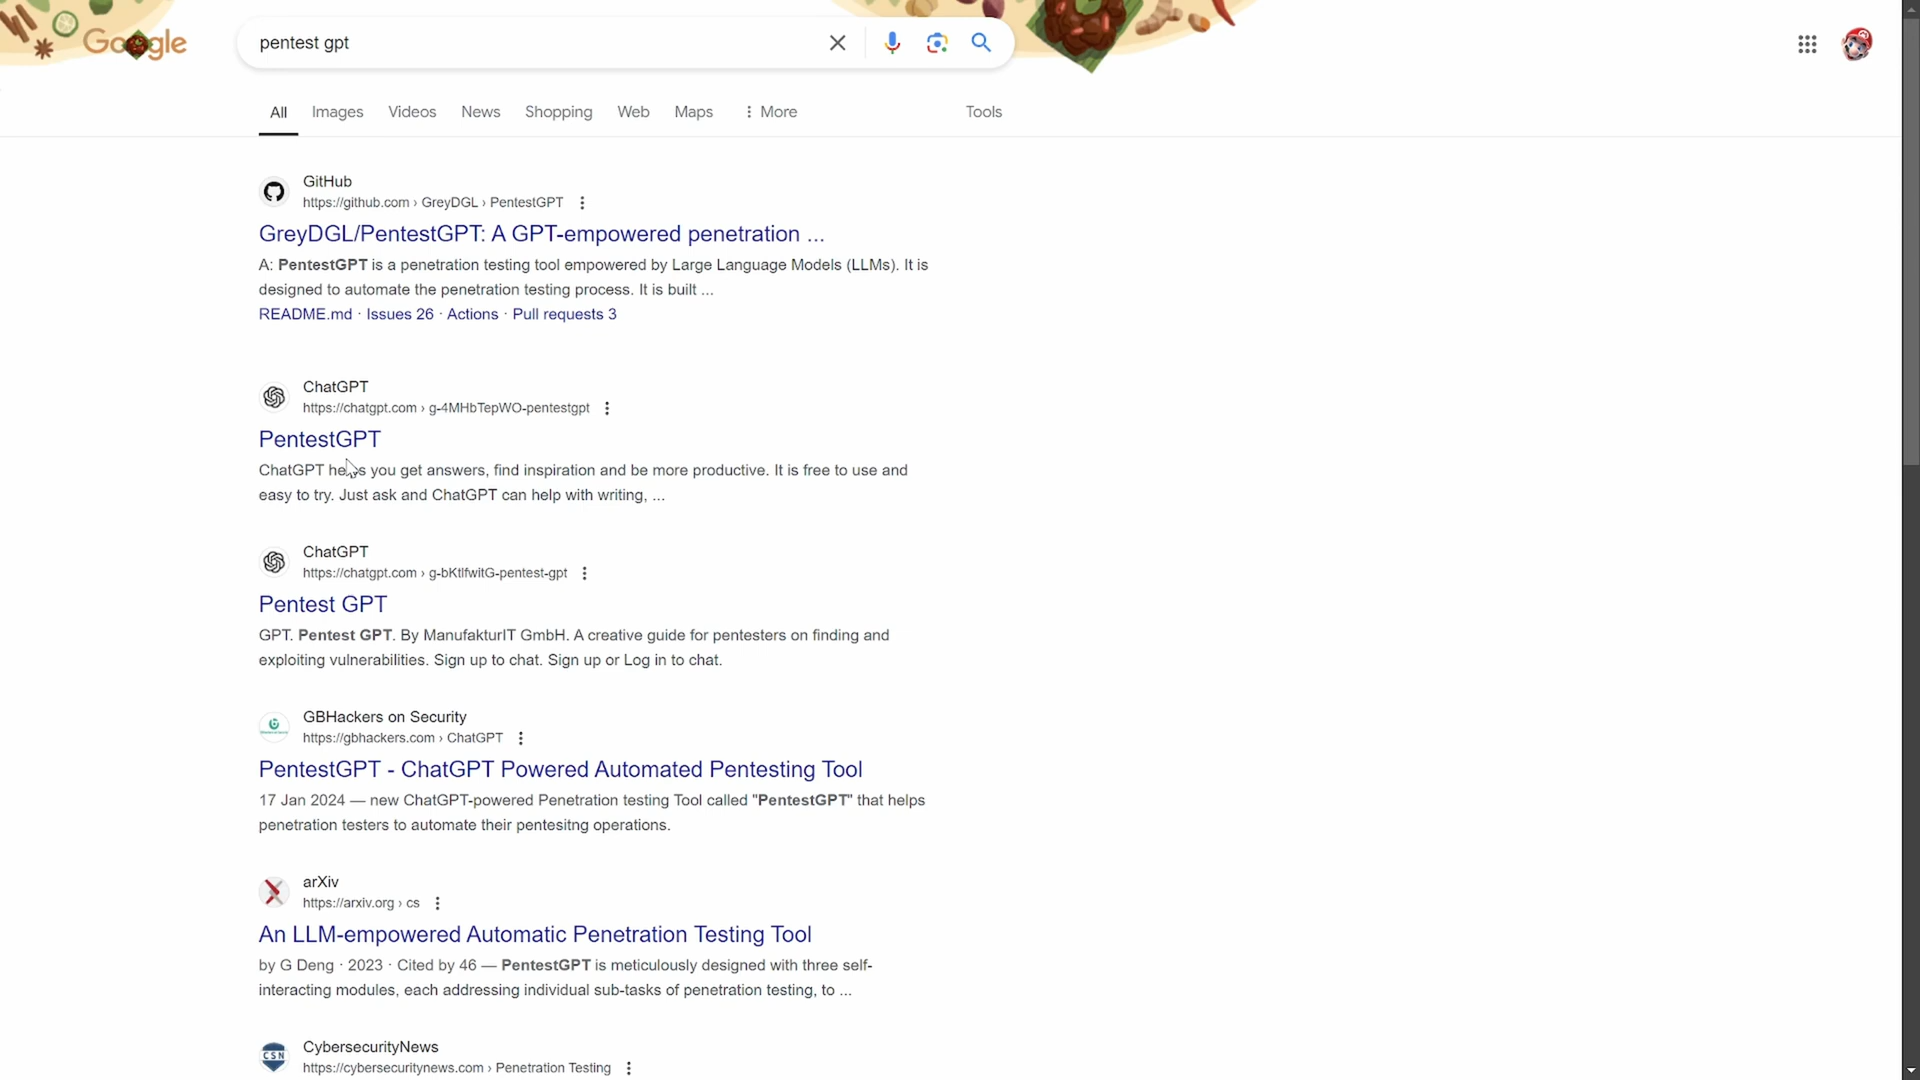 Google
pentest gpt
All Images Videos News Shopping Web Maps More Tools
GitHub
https://github.com › GreyDGL › PentestGPT
GreyDGL/PentestGPT: A GPT-empowered penetration ...
A: PentestGPT is a penetration testing tool empowered by Large Language Models (LLMs). It is
designed to automate the penetration testing process. It is built ...
README.md · Issues 26 · Actions · Pull requests 3
ChatGPT
https://chatgpt.com › g-4MHbTepWO-pentestgpt
PentestGPT
ChatGPT helps you get answers, find inspiration and be more productive. It is free to use and
easy to try. Just ask and ChatGPT can help with writing, ...
ChatGPT
https://chatgpt.com › g-bKtlfwitG-pentest-gpt
Pentest GPT
GPT. Pentest GPT. By ManufakturIT GmbH. A creative guide for pentesters on finding and
exploiting vulnerabilities. Sign up to chat. Sign up or Log in to chat.
GBHackers on Security
https://gbhackers.com › ChatGPT
PentestGPT - ChatGPT Powered Automated Pentesting Tool
17 Jan 2024 — new ChatGPT-powered Penetration testing Tool called "PentestGPT" that helps
penetration testers to automate their pentesitng operations.
arXiv
https://arxiv.org › cs
An LLM-empowered Automatic Penetration Testing Tool
by G Deng · 2023 · Cited by 46 — PentestGPT is meticulously designed with three self-
interacting modules, each addressing individual sub-tasks of penetration testing, to ...
CSN
CybersecurityNews
https://cybersecuritynews.com › Penetration Testing